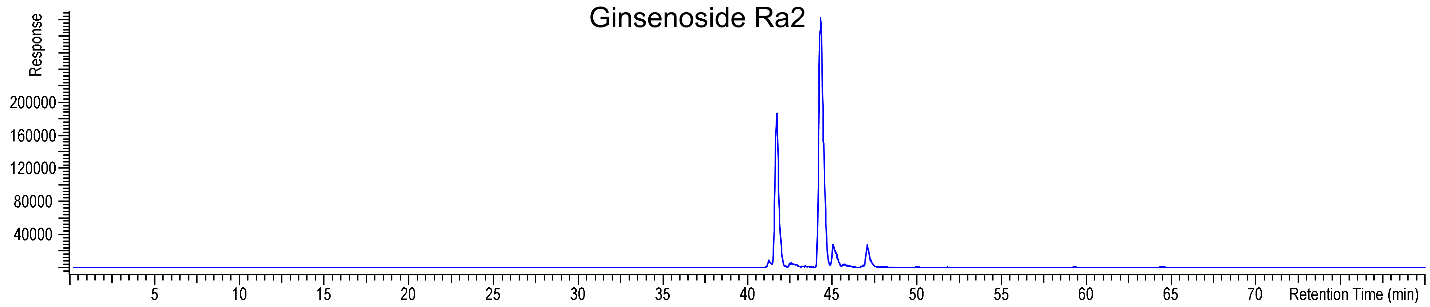 Ginsenoside Ra2
Response
200000
160000
120000
80000
40000
5 10 15 20 25 30 35 40 45 50 55 60 65 70 Retention Time (min)